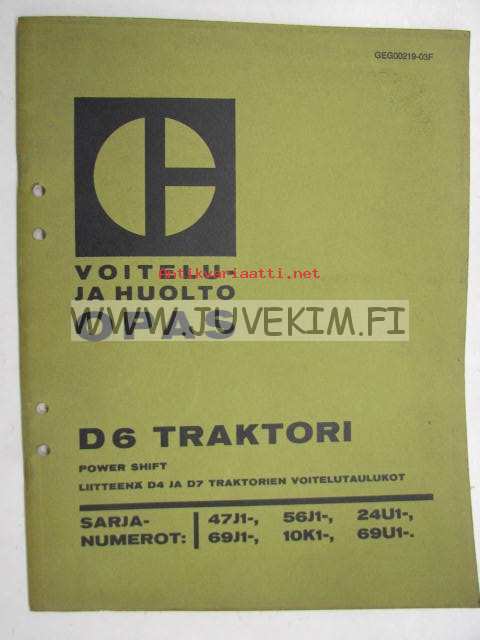 GEG00219-03F
VOITELU-
Antikvariaatti.net
JA HUOLTO
WWW.JSVEKIM.FI
OPAS
D6 TRAKTORI
POWER SHIFT
LIITTEENÄ D4 JA D7 TRAKTORIEN VOITELUTAULUKOT
SARJA- 47J1-, 56J1-, 24U1-,
NUMEROT: 69J1-, 10K1-, 69U1-.